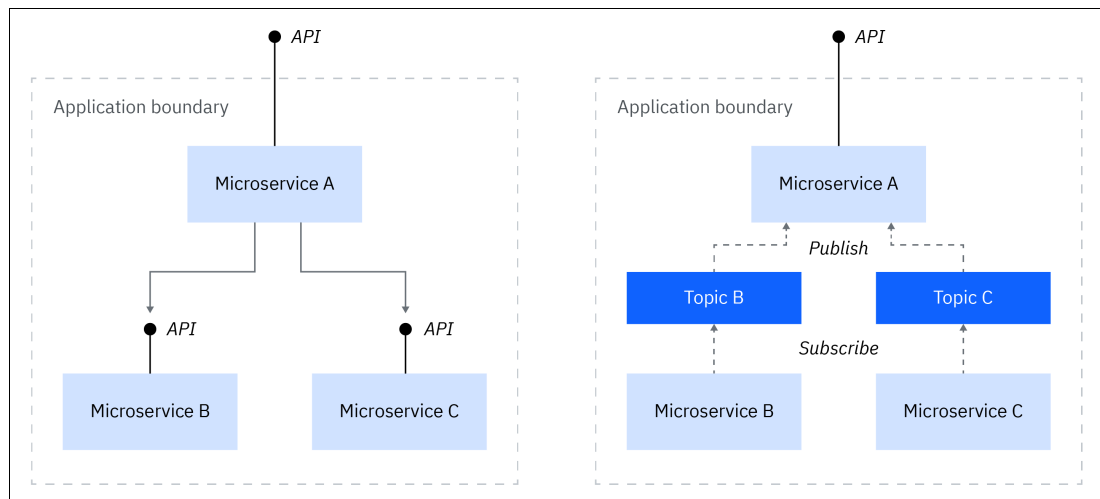 API
Application boundary
Microservice A
API
API
Microservice B
Microservice C
API
Application boundary
Microservice A
Publish
Topic B
Topic C
Subscribe
Microservice B
Microservice C